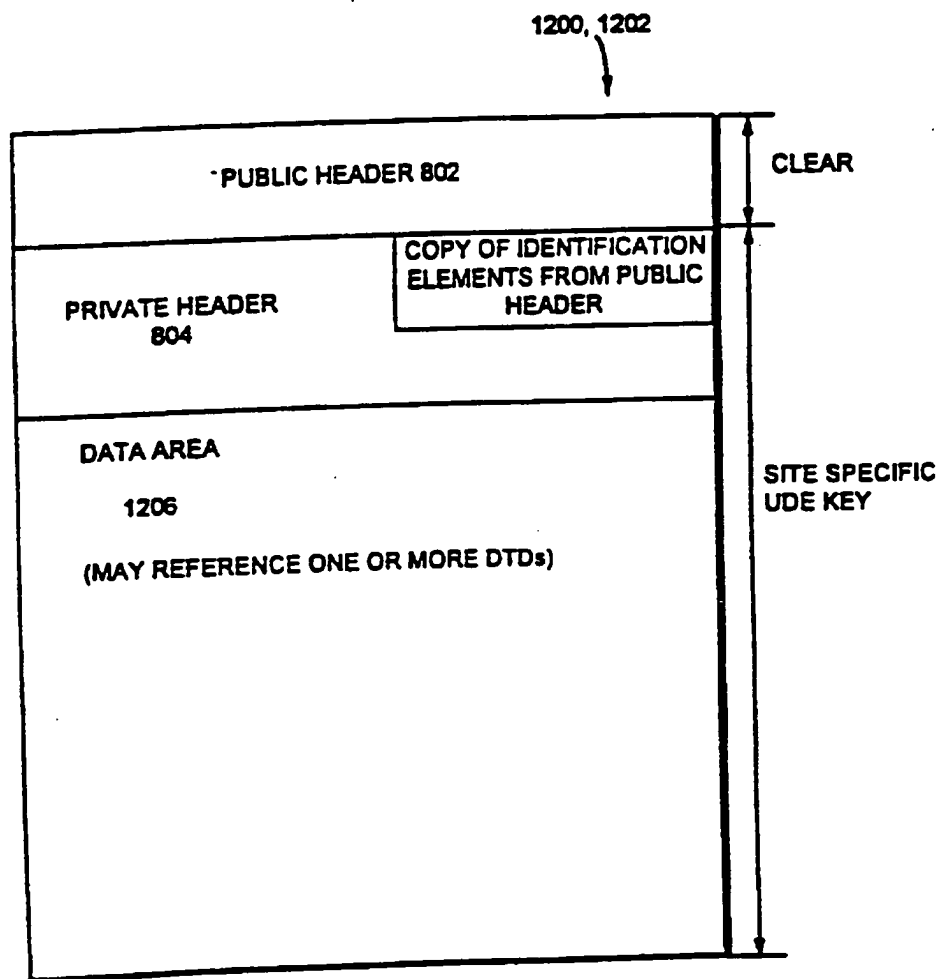 1200, 1202
PUBLIC HEADER 802
CLEAR
COPY OF IDENTIFICATION
ELEMENTS FROM PUBLIC
HEADER
PRIVATE HEADER
804
DATA AREA
1206
(MAY REFERENCE ONE OR MORE DTDs)
SITE SPECIFIC
UDE KEY